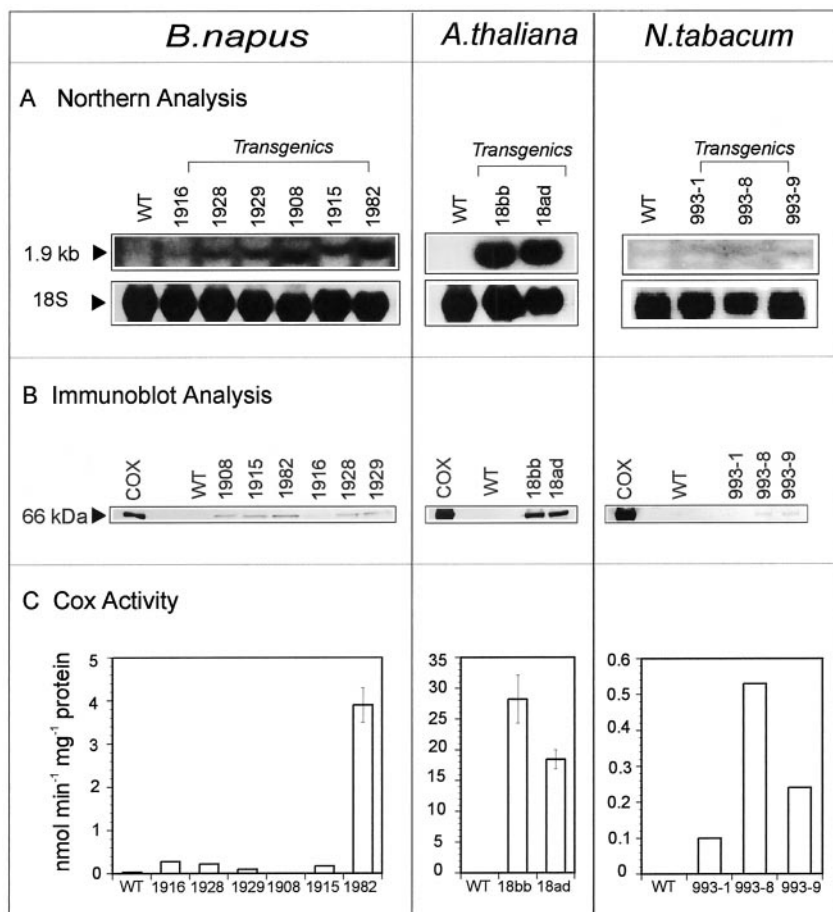 B.napus A.thaliana N.tabacum
A Northern Analysis
Transgenics Transgenics Transgenics
WT 1916 1928 1929 1908 1915 1982 WT 18bb 18ad WT 993-1 993-8 993-9
1.9 kb
18S
B Immunoblot Analysis
COX WT 1908 1915 1982 1916 1928 1929 COX WT 18bb 18ad COX WT 993-1 993-8 993-9
66 kDa
C Cox Activity
nmol min-1 mg-1 protein
5
4
3
2
1
0
WT 1916 1928 1929 1908 1915 1982
35
30
25
20
15
10
5
0
WT 18bb 18ad
0.6
0.5
0.4
0.3
0.2
0.1
0
WT 993-1 993-8 993-9